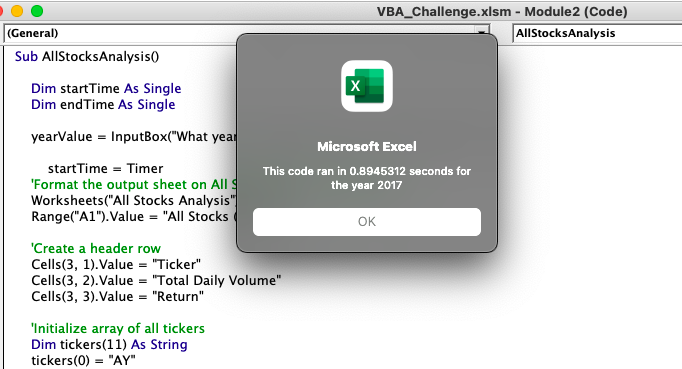 VBA_Challenge.xlsm - Module2 (Code)
(General)
AllStocksAnalysis
Sub AllStocksAnalysis()
Dim startTime As Single
Dim endTime As Single
yearValue = InputBox("What yea
startTime = Timer
'Format the output sheet on All S
Worksheets("All Stocks Analysis"
Range("A1").Value = "All Stocks (
'Create a header row
Cells(3, 1).Value = "Ticker"
Cells(3, 2).Value = "Total Daily Volume"
Cells(3, 3).Value = "Return"
'Initialize array of all tickers
Dim tickers(11) As String
tickers(0) = "AY"
X
Microsoft Excel
This code ran in 0.8945312 seconds for
the year 2017
OK